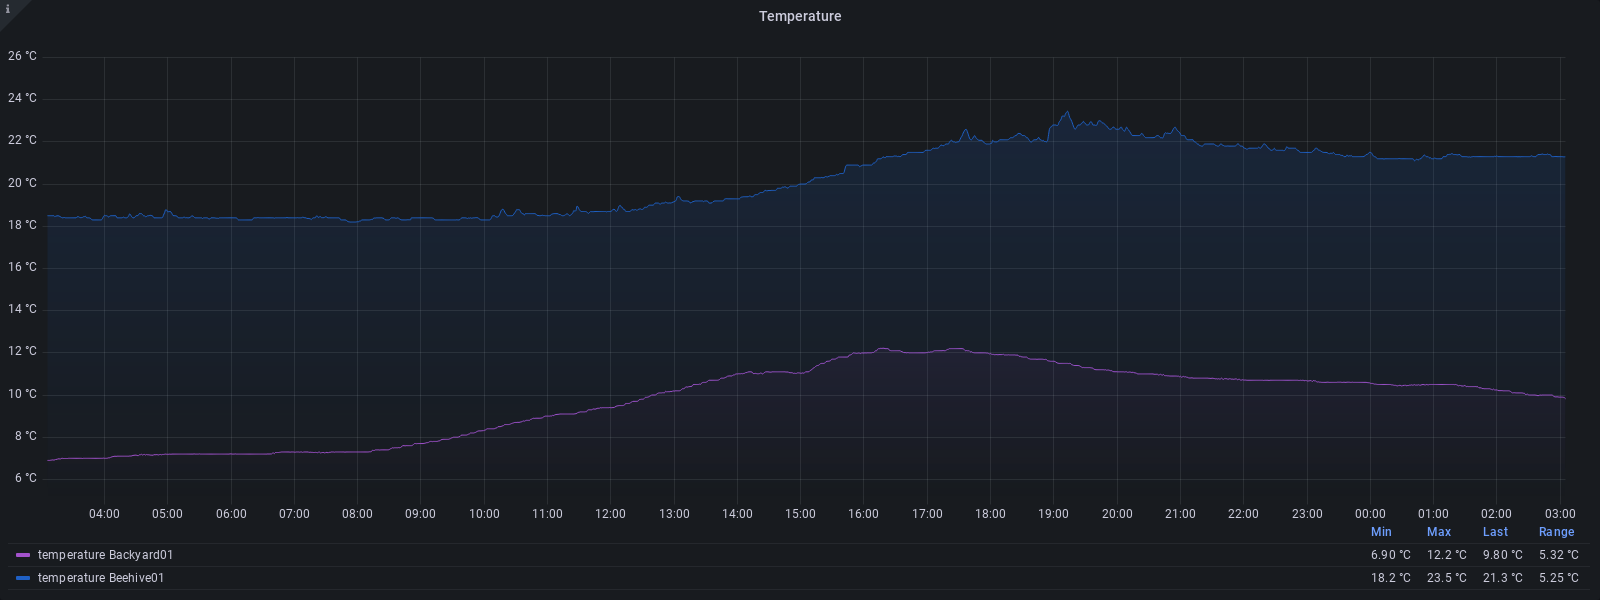 i
Temperature
26 °C
24 °C
22 °C
20 °C
18 °C
16 °C
14 °C
12 °C
10 °C
8 °C
6 °C
04:00 05:00 06:00 07:00 08:00 09:00 10:00 11:00 12:00 13:00 14:00 15:00 16:00 17:00 18:00 19:00 20:00 21:00 22:00 23:00 00:00 01:00 02:00 03:00
Min Max Last Range
temperature Backyard01 6.90 °C 12.2 °C 9.80 °C 5.32 °C
temperature Beehive01 18.2 °C 23.5 °C 21.3 °C 5.25 °C